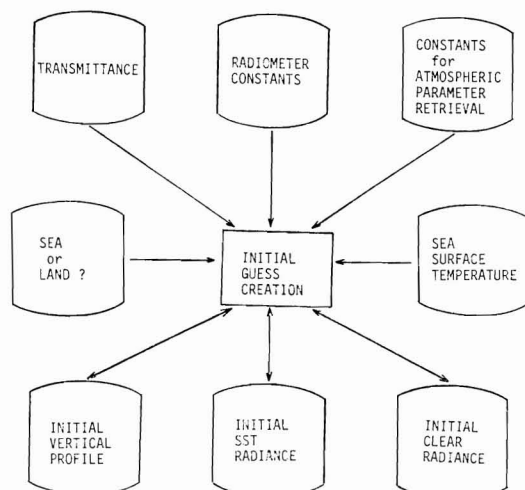 TRANSMITTANCE
RADIOMETER
CONSTANTS
CONSTANTS
for
ATMOSPHERIC
PARAMETER
RETRIEVAL
SEA
or
LAND ?
INITIAL
GUESS
CREATION
SEA
SURFACE
TEMPERATURE
INITIAL
VERTICAL
PROFILE
INITIAL
SST
RADIANCE
INITIAL
CLEAR
RADIANCE